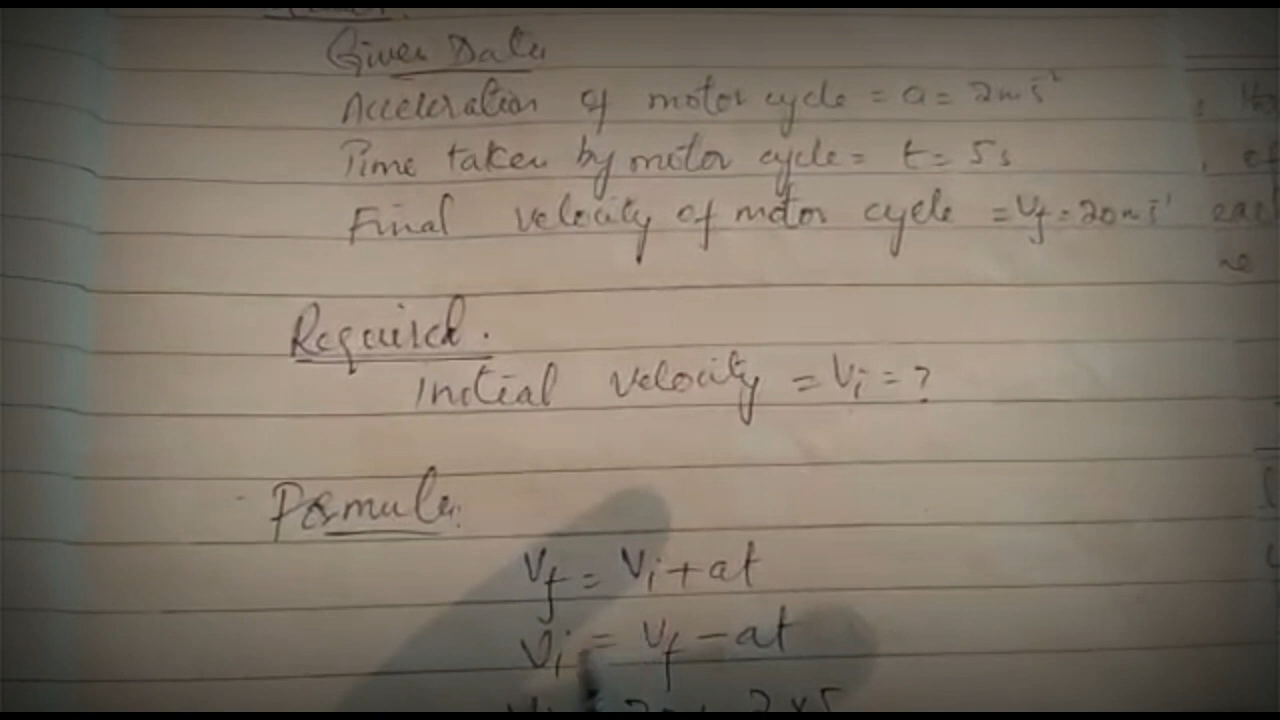 Given Data
Acceleration of motor cycle = a = 2ms⁻²
Time taken by motor cycle = t = 5s
Final velocity of motor cycle = Vf = 20ms⁻¹
Required.
Initial velocity = Vi = ?
Formula:
Vf = Vi + at
Vi = Vf - at